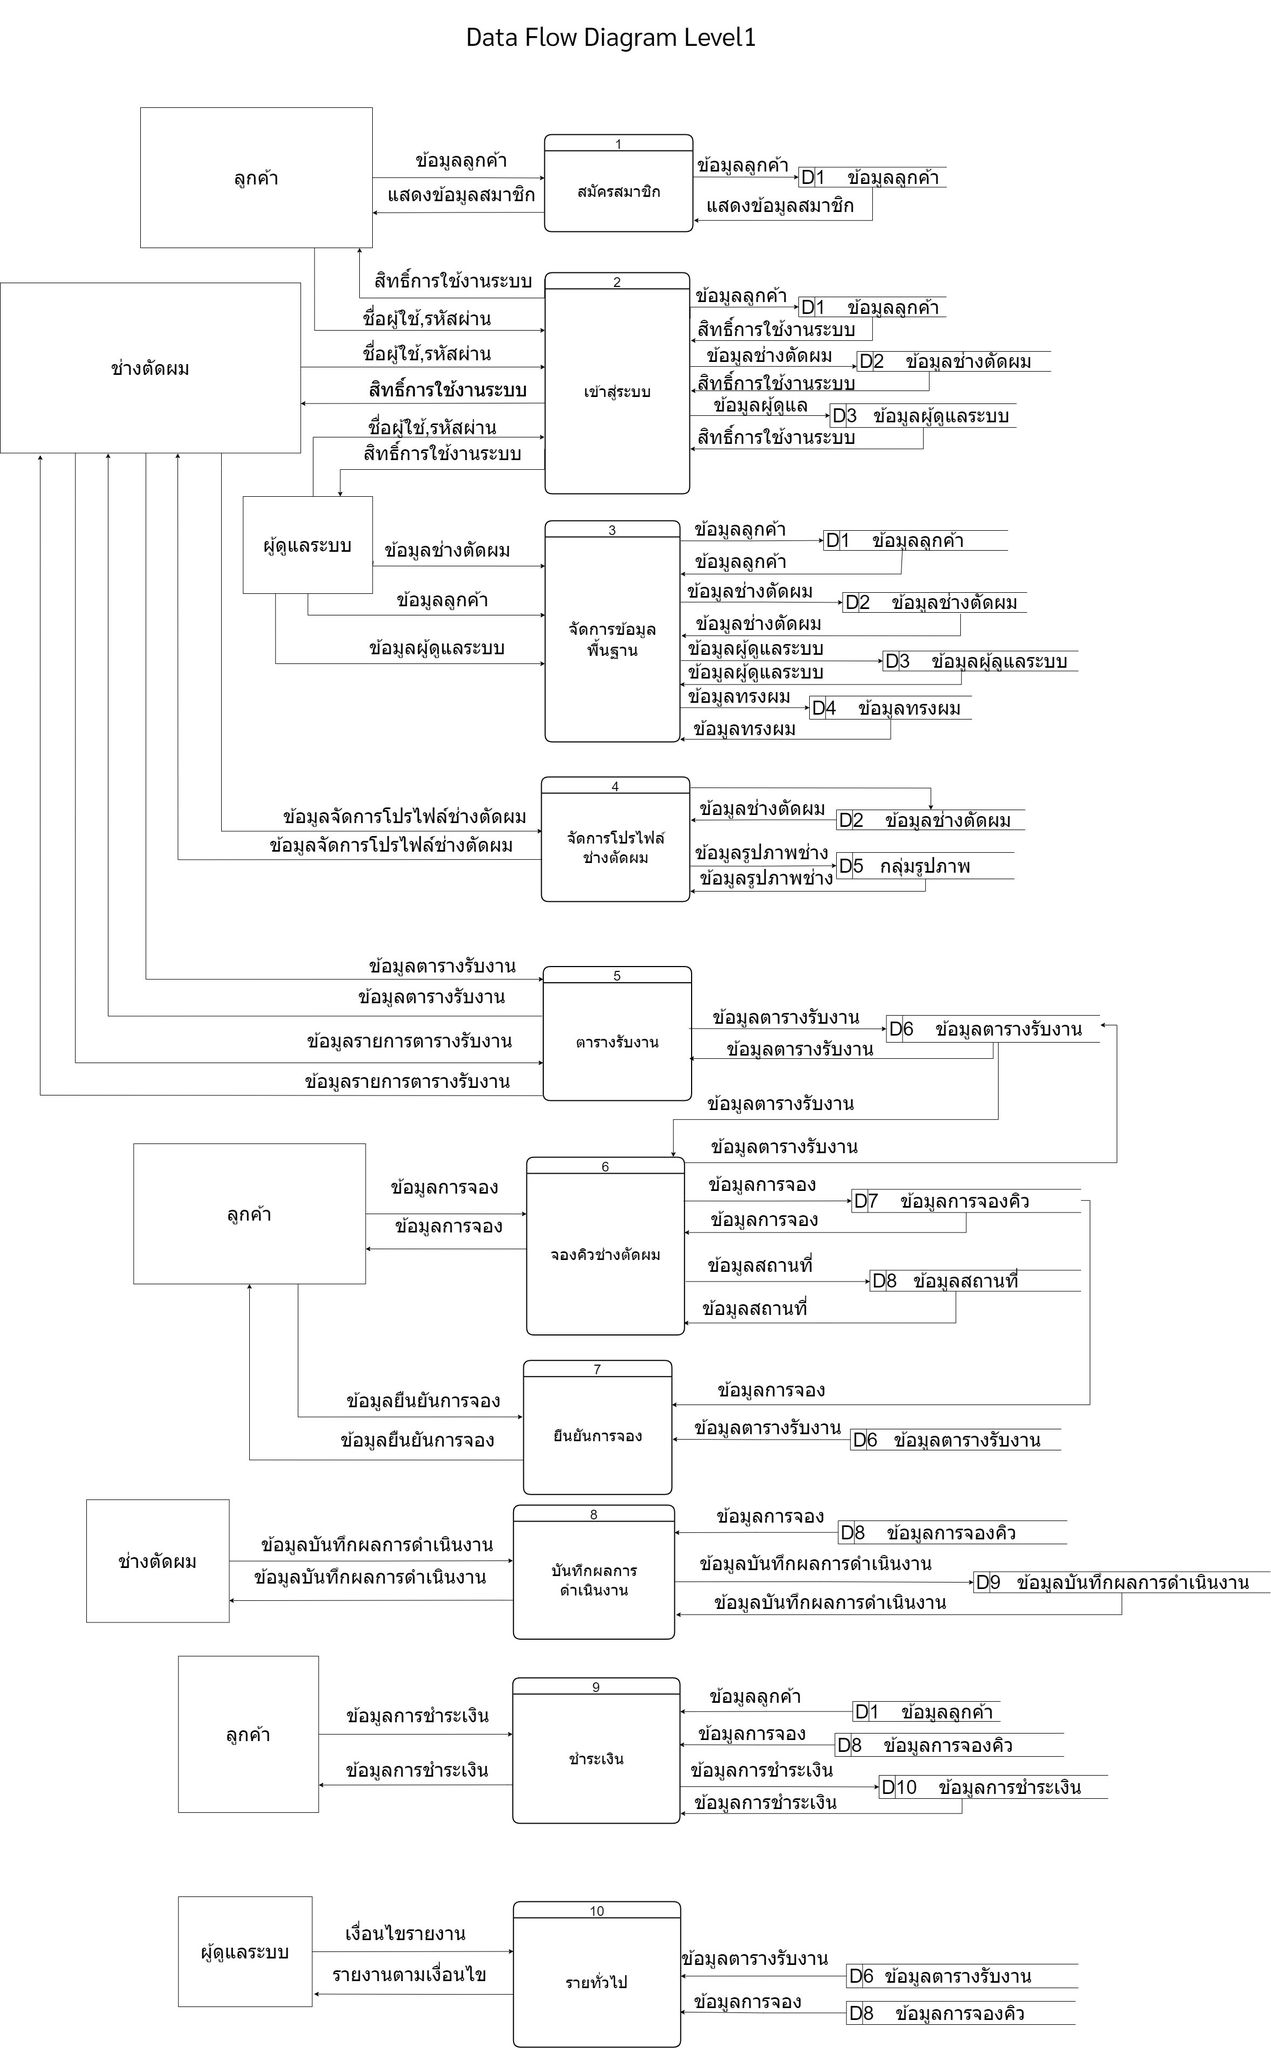 Data Flow Diagram Level1
ลูกค้า
ข้อมูลลูกค้า
แสดงข้อมูลสมาชิก
1
สมัครสมาชิก
ข้อมูลลูกค้า
D1 ข้อมูลลูกค้า
แสดงข้อมูลสมาชิก
สิทธิ์การใช้งานระบบ
ชื่อผู้ใช้,รหัสผ่าน
ช่างตัดผม
ชื่อผู้ใช้,รหัสผ่าน
สิทธิ์การใช้งานระบบ
ชื่อผู้ใช้,รหัสผ่าน
สิทธิ์การใช้งานระบบ
2
เข้าสู่ระบบ
ข้อมูลลูกค้า
D1 ข้อมูลลูกค้า
สิทธิ์การใช้งานระบบ
ข้อมูลช่างตัดผม
D2 ข้อมูลช่างตัดผม
สิทธิ์การใช้งานระบบ
ข้อมูลผู้ดูแล
D3 ข้อมูลผู้ดูแลระบบ
สิทธิ์การใช้งานระบบ
ผู้ดูแลระบบ
ข้อมูลช่างตัดผม
ข้อมูลลูกค้า
ข้อมูลผู้ดูแลระบบ
3
จัดการข้อมูล
พื้นฐาน
ข้อมูลลูกค้า
D1 ข้อมูลลูกค้า
ข้อมูลลูกค้า
ข้อมูลช่างตัดผม
D2 ข้อมูลช่างตัดผม
ข้อมูลช่างตัดผม
ข้อมูลผู้ดูแลระบบ
D3 ข้อมูลผู้ลูแลระบบ
ข้อมูลผู้ดูแลระบบ
ข้อมูลทรงผม
D4 ข้อมูลทรงผม
ข้อมูลทรงผม
ข้อมูลจัดการโปรไฟล์ช่างตัดผม
ข้อมูลจัดการโปรไฟล์ช่างตัดผม
4
จัดการโปรไฟล์
ช่างตัดผม
ข้อมูลช่างตัดผม
D2 ข้อมูลช่างตัดผม
ข้อมูลรูปภาพช่าง
D5 กลุ่มรูปภาพ
ข้อมูลรูปภาพช่าง
ข้อมูลตารางรับงาน
ข้อมูลตารางรับงาน
ข้อมูลรายการตารางรับงาน
ข้อมูลรายการตารางรับงาน
5
ตารางรับงาน
ข้อมูลตารางรับงาน
D6 ข้อมูลตารางรับงาน
ข้อมูลตารางรับงาน
ข้อมูลตารางรับงาน
ข้อมูลตารางรับงาน
ลูกค้า
ข้อมูลการจอง
ข้อมูลการจอง
6
จองคิวช่างตัดผม
ข้อมูลการจอง
D7 ข้อมูลการจองคิว
ข้อมูลการจอง
ข้อมูลสถานที่
D8 ข้อมูลสถานที่
ข้อมูลสถานที่
ข้อมูลยืนยันการจอง
ข้อมูลยืนยันการจอง
7
ยืนยันการจอง
ข้อมูลการจอง
ข้อมูลตารางรับงาน
D6 ข้อมูลตารางรับงาน
ช่างตัดผม
ข้อมูลบันทึกผลการดำเนินงาน
ข้อมูลบันทึกผลการดำเนินงาน
8
บันทึกผลการ
ดำเนินงาน
ข้อมูลการจอง
D8 ข้อมูลการจองคิว
ข้อมูลบันทึกผลการดำเนินงาน
D9 ข้อมูลบันทึกผลการดำเนินงาน
ข้อมูลบันทึกผลการดำเนินงาน
ลูกค้า
ข้อมูลการชำระเงิน
ข้อมูลการชำระเงิน
9
ชำระเงิน
ข้อมูลลูกค้า
D1 ข้อมูลลูกค้า
ข้อมูลการจอง
D8 ข้อมูลการจองคิว
ข้อมูลการชำระเงิน
D10 ข้อมูลการชำระเงิน
ข้อมูลการชำระเงิน
ผู้ดูแลระบบ
เงื่อนไขรายงาน
รายงานตามเงื่อนไข
10
รายทั่วไป
ข้อมูลตารางรับงาน
D6 ข้อมูลตารางรับงาน
ข้อมูลการจอง
D8 ข้อมูลการจองคิว